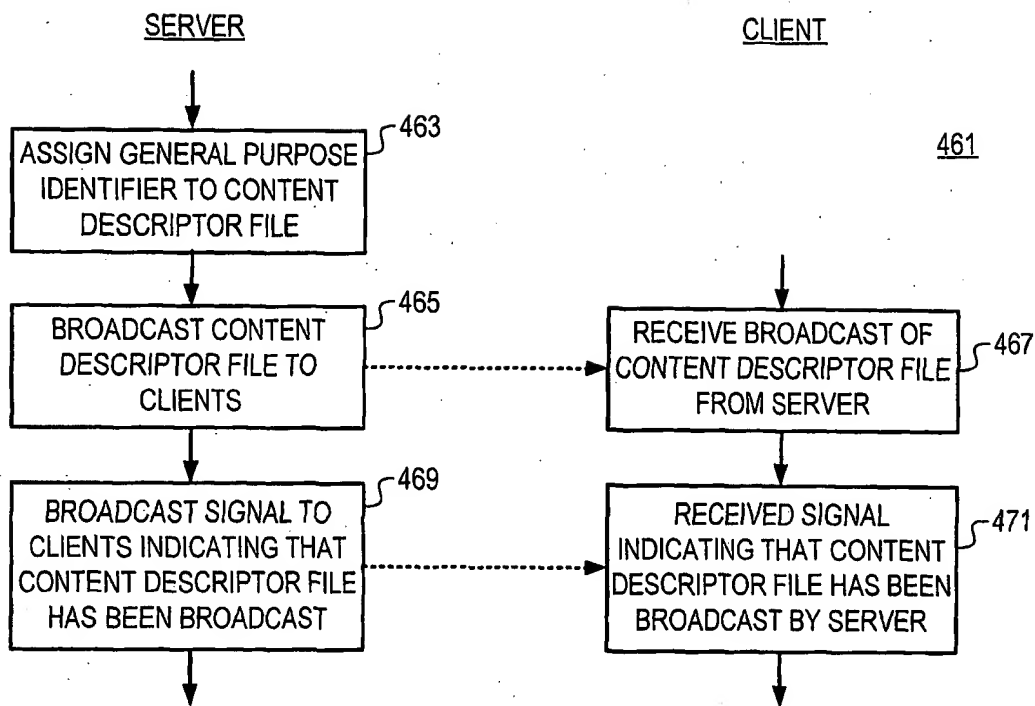 SERVER
CLIENT
461
463
ASSIGN GENERAL PURPOSE
IDENTIFIER TO CONTENT
DESCRIPTOR FILE
465
BROADCAST CONTENT
DESCRIPTOR FILE TO
CLIENTS
RECEIVE BROADCAST OF
CONTENT DESCRIPTOR FILE
FROM SERVER
467
469
BROADCAST SIGNAL TO
CLIENTS INDICATING THAT
CONTENT DESCRIPTOR FILE
HAS BEEN BROADCAST
RECEIVED SIGNAL
INDICATING THAT CONTENT
DESCRIPTOR FILE HAS BEEN
BROADCAST BY SERVER
471